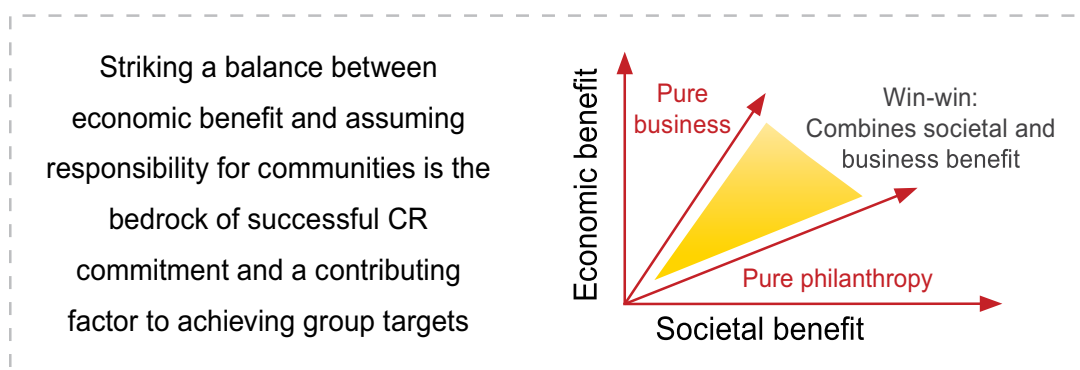 Striking a balance between
economic benefit and assuming
responsibility for communities is the
bedrock of successful CR
commitment and a contributing
factor to achieving group targets
Economic benefit
Pure
business
Win-win:
Combines societal and
business benefit
Pure philanthropy
Societal benefit